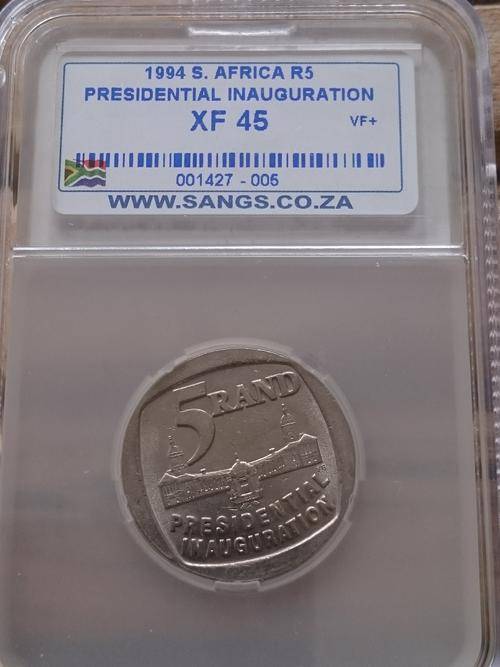 1994 S. AFRICA R5
PRESIDENTIAL INAUGURATION
XF 45 VF+
001427 - 005
WWW.SANGS.CO.ZA
5 RAND
PRESIDENTIAL
INAUGURATION